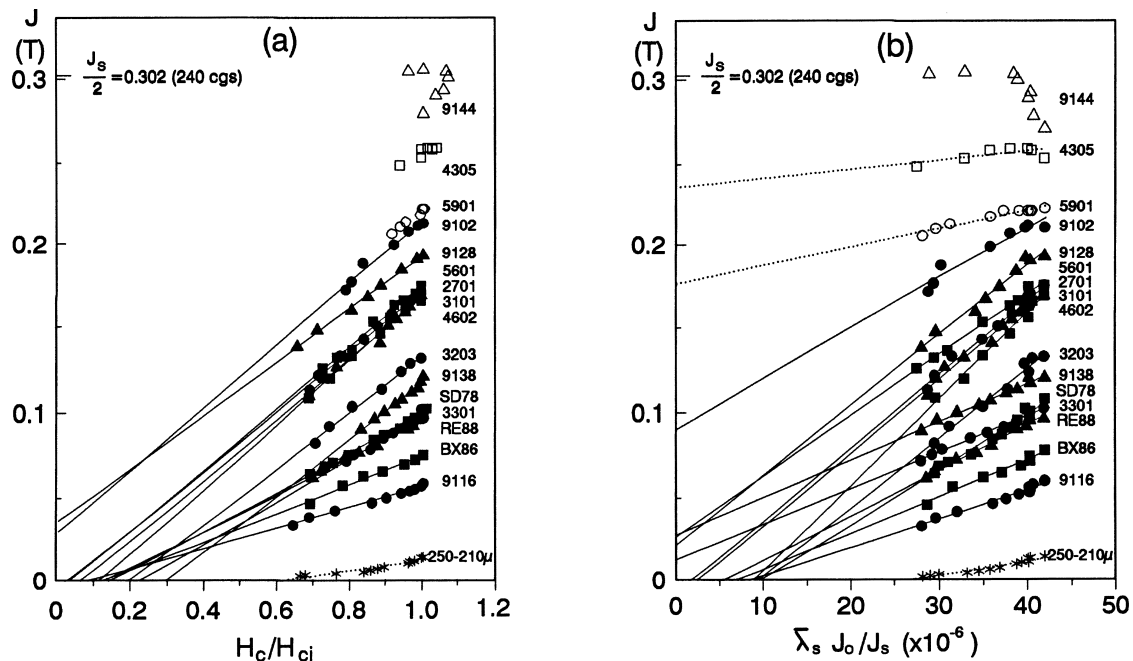 J
(T)
(a)
J_s/2 = 0.302 (240 cgs)
0.3
0.2
0.1
0
9144
4305
5901
9102
9128
5601
2701
3101
4602
3203
9138
SD78
3301
RE88
BX86
9116
250-210μ
0 0.2 0.4 0.6 0.8 1.0 1.2
H_c/H_ci
J
(T)
(b)
J_s/2 = 0.302 (240 cgs)
0.3
0.2
0.1
0
9144
4305
5901
9102
9128
5601
2701
3101
4602
3203
9138
SD78
3301
RE88
BX86
9116
250-210μ
0 10 20 30 40 50
λ̄_s J_o/J_s (x10⁻⁶)